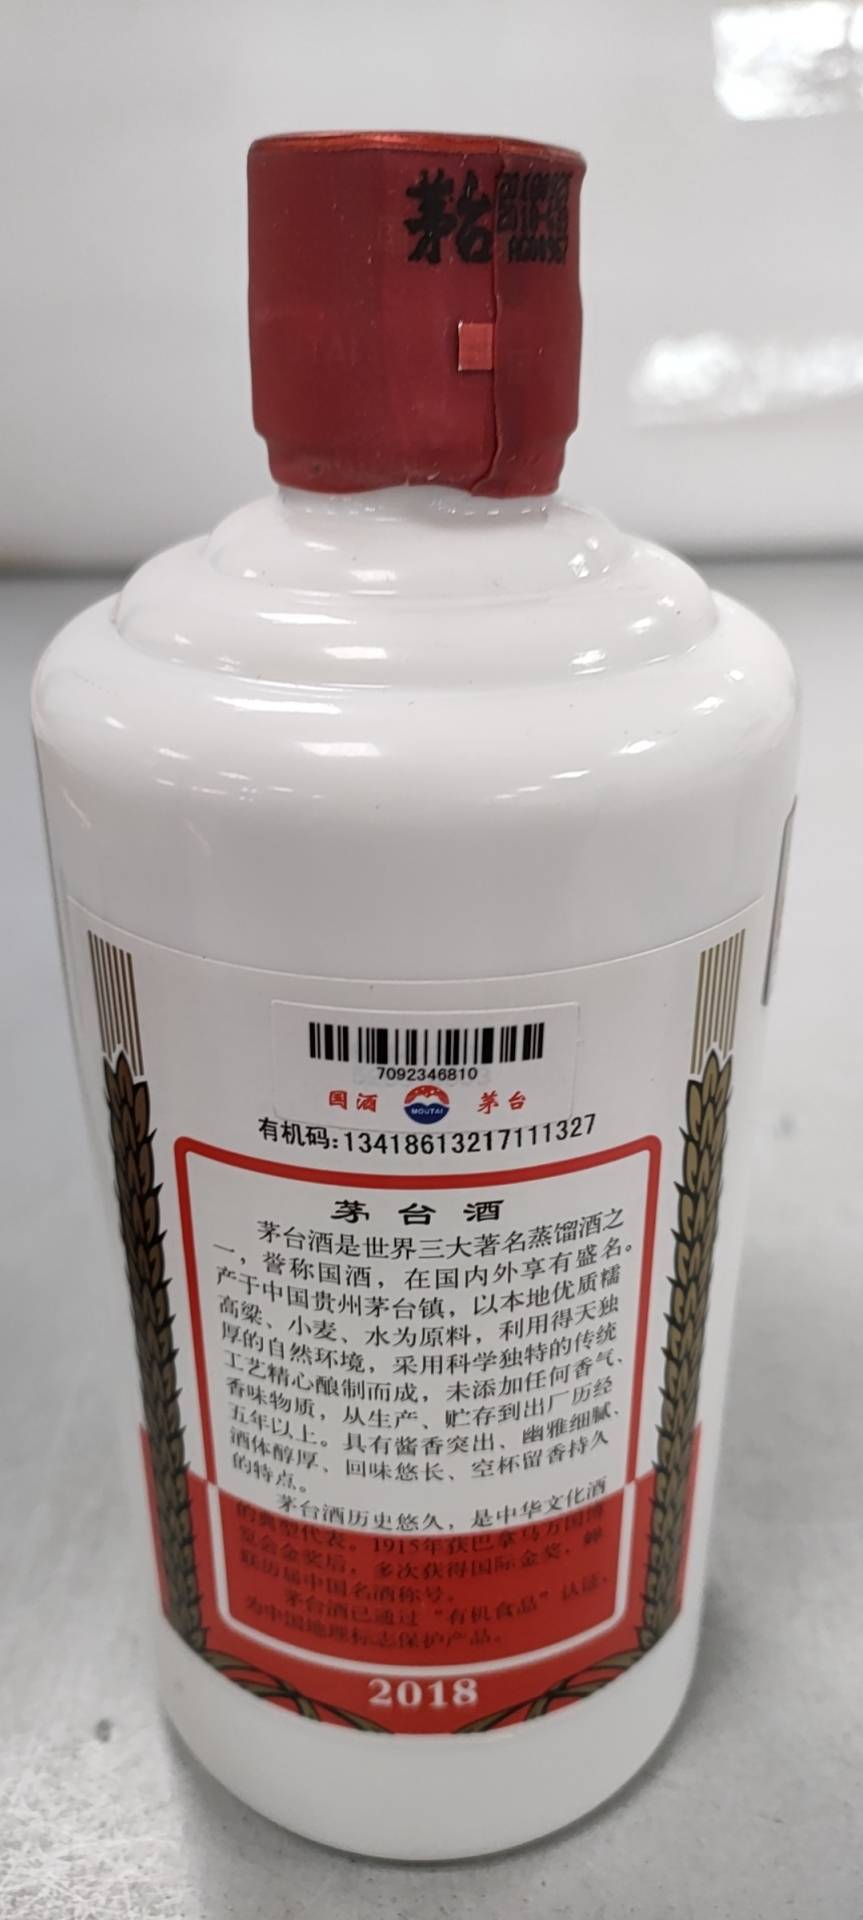 茅台
7092346810
国酒
MOUTAI
茅台
有机码:13418613217111327
茅台酒
茅台酒是世界三大著名蒸馏酒之
一，誉称国酒，在国内外享有盛名。
产于中国贵州茅台镇，以本地优质糯
高粱、小麦、水为原料，利用得天独
厚的自然环境，采用科学独特的传统
工艺精心酿制而成，未添加任何香气、
香味物质，从生产、贮存到出厂历经
五年以上。具有酱香突出、幽雅细腻、
酒体醇厚、回味悠长、空杯留香持久
的特点。
茅台酒历史悠久，是中华文化酒
的典型代表。1915年获巴拿马万国博
览会金奖后，多次获得国际金奖，蝉
联历届中国名酒称号。
茅台酒已通过"有机食品"认证，
为中国地理标志保护产品。
2018